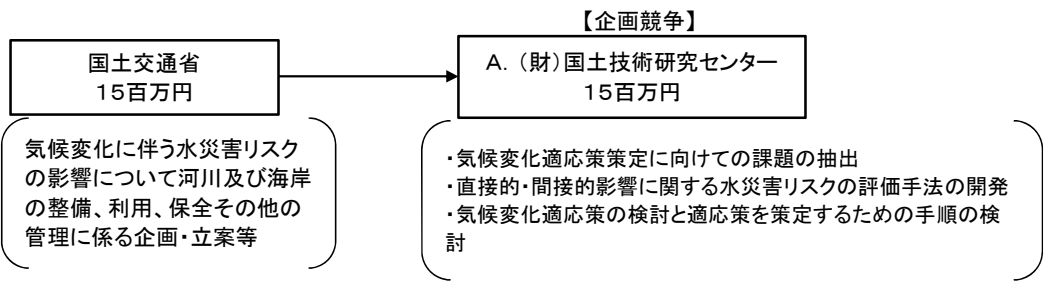 【企画競争】
国土交通省
15百万円
A.（財）国土技術研究センター
15百万円
気候変化に伴う水災害リスク
の影響について河川及び海岸
の整備、利用、保全その他の
管理に係る企画・立案等
・気候変化適応策策定に向けての課題の抽出
・直接的・間接的影響に関する水災害リスクの評価手法の開発
・気候変化適応策の検討と適応策を策定するための手順の検
討